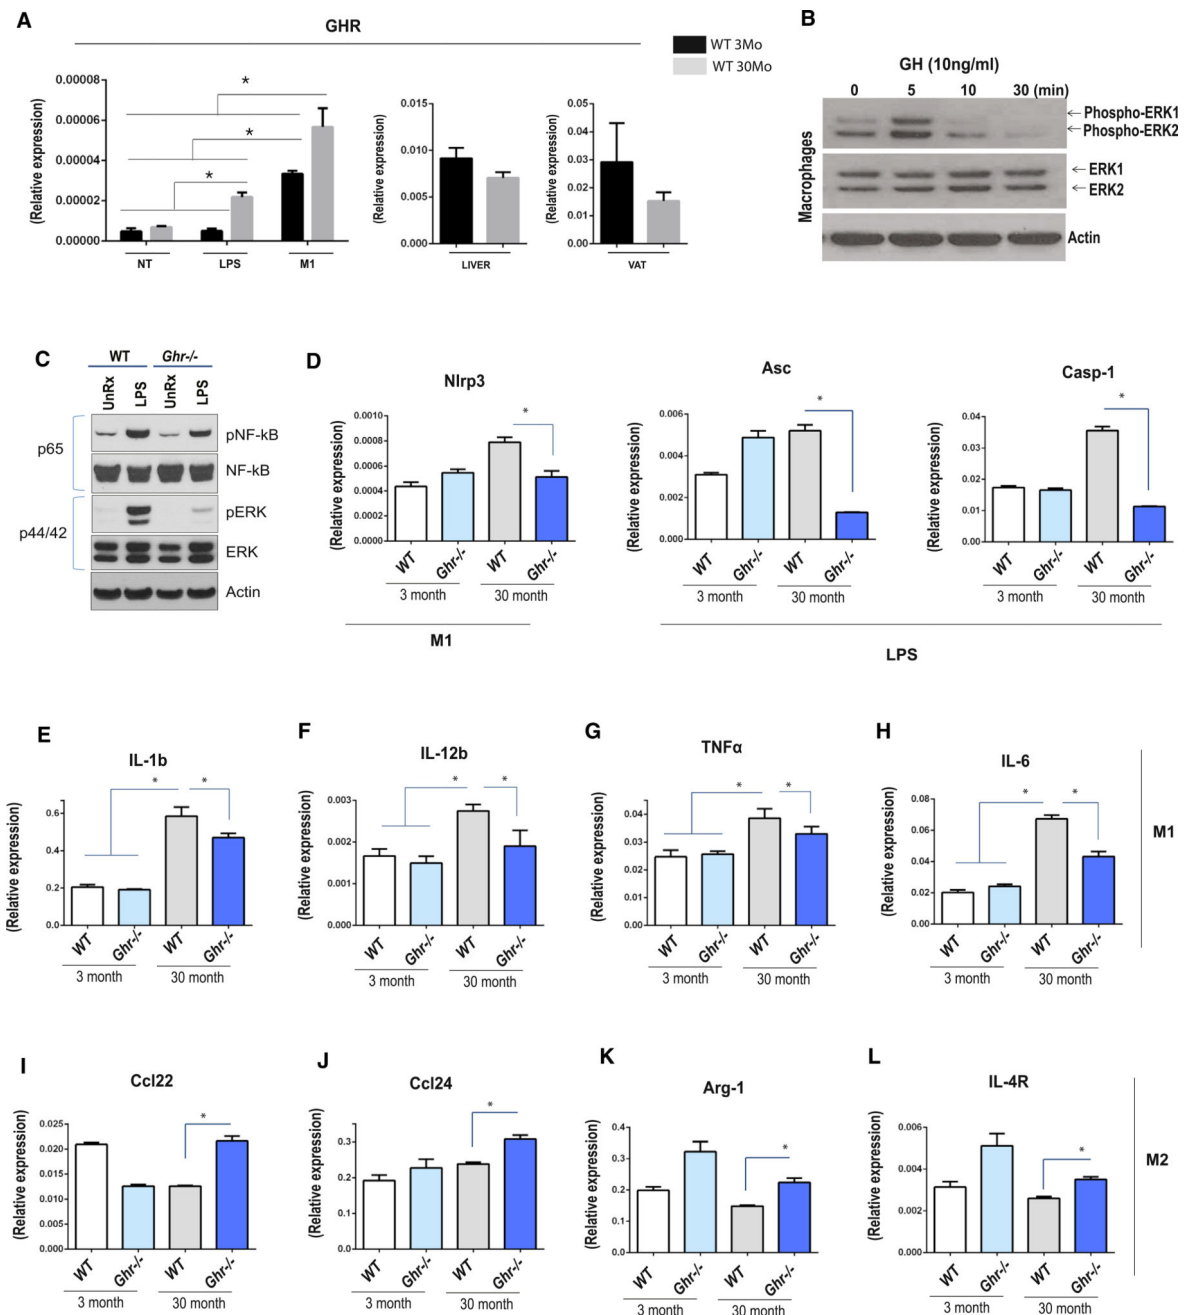 A
GHR
WT 3Mo
WT 30Mo
(Relative expression)
0.00008
0.00006
0.00004
0.00002
0.00000
*
*
*
NT LPS M1
(Relative expression)
0.015
0.010
0.005
0.000
LIVER
(Relative expression)
0.05
0.04
0.03
0.02
0.01
0.00
VAT
B
GH (10ng/ml)
0 5 10 30 (min)
Macrophages
Phospho-ERK1
Phospho-ERK2
ERK1
ERK2
Actin
C
WT Ghr-/-
UnRx LPS UnRx LPS
p65
pNF-kB
NF-kB
p44/42
pERK
ERK
Actin
D
Nlrp3
(Relative expression)
0.0010
0.0008
0.0006
0.0004
0.0002
0.0000
*
WT Ghr-/- WT Ghr-/-
3 month 30 month
M1
Asc
(Relative expression)
0.006
0.004
0.002
0.000
*
WT Ghr-/- WT Ghr-/-
3 month 30 month
Casp-1
(Relative expression)
0.04
0.03
0.02
0.01
0.00
*
WT Ghr-/- WT Ghr-/-
3 month 30 month
LPS
E
IL-1b
(Relative expression)
0.6
0.4
0.2
0.0
* *
WT Ghr-/- WT Ghr-/-
3 month 30 month
F
IL-12b
(Relative expression)
0.003
0.002
0.001
0.000
* *
WT Ghr-/- WT Ghr-/-
3 month 30 month
G
TNFα
(Relative expression)
0.04
0.03
0.02
0.01
0.00
* *
WT Ghr-/- WT Ghr-/-
3 month 30 month
H
IL-6
(Relative expression)
0.08
0.06
0.04
0.02
0.00
* *
WT Ghr-/- WT Ghr-/-
3 month 30 month
M1
I
Ccl22
(Relative expression)
0.025
0.020
0.015
0.010
0.005
0.000
*
WT Ghr-/- WT Ghr-/-
3 month 30 month
J
Ccl24
(Relative expression)
0.3
0.2
0.1
0.0
*
WT Ghr-/- WT Ghr-/-
3 month 30 month
K
Arg-1
(Relative expression)
0.4
0.3
0.2
0.1
0.0
*
WT Ghr-/- WT Ghr-/-
3 month 30 month
L
IL-4R
(Relative expression)
0.006
0.004
0.002
0.000
*
WT Ghr-/- WT Ghr-/-
3 month 30 month
M2